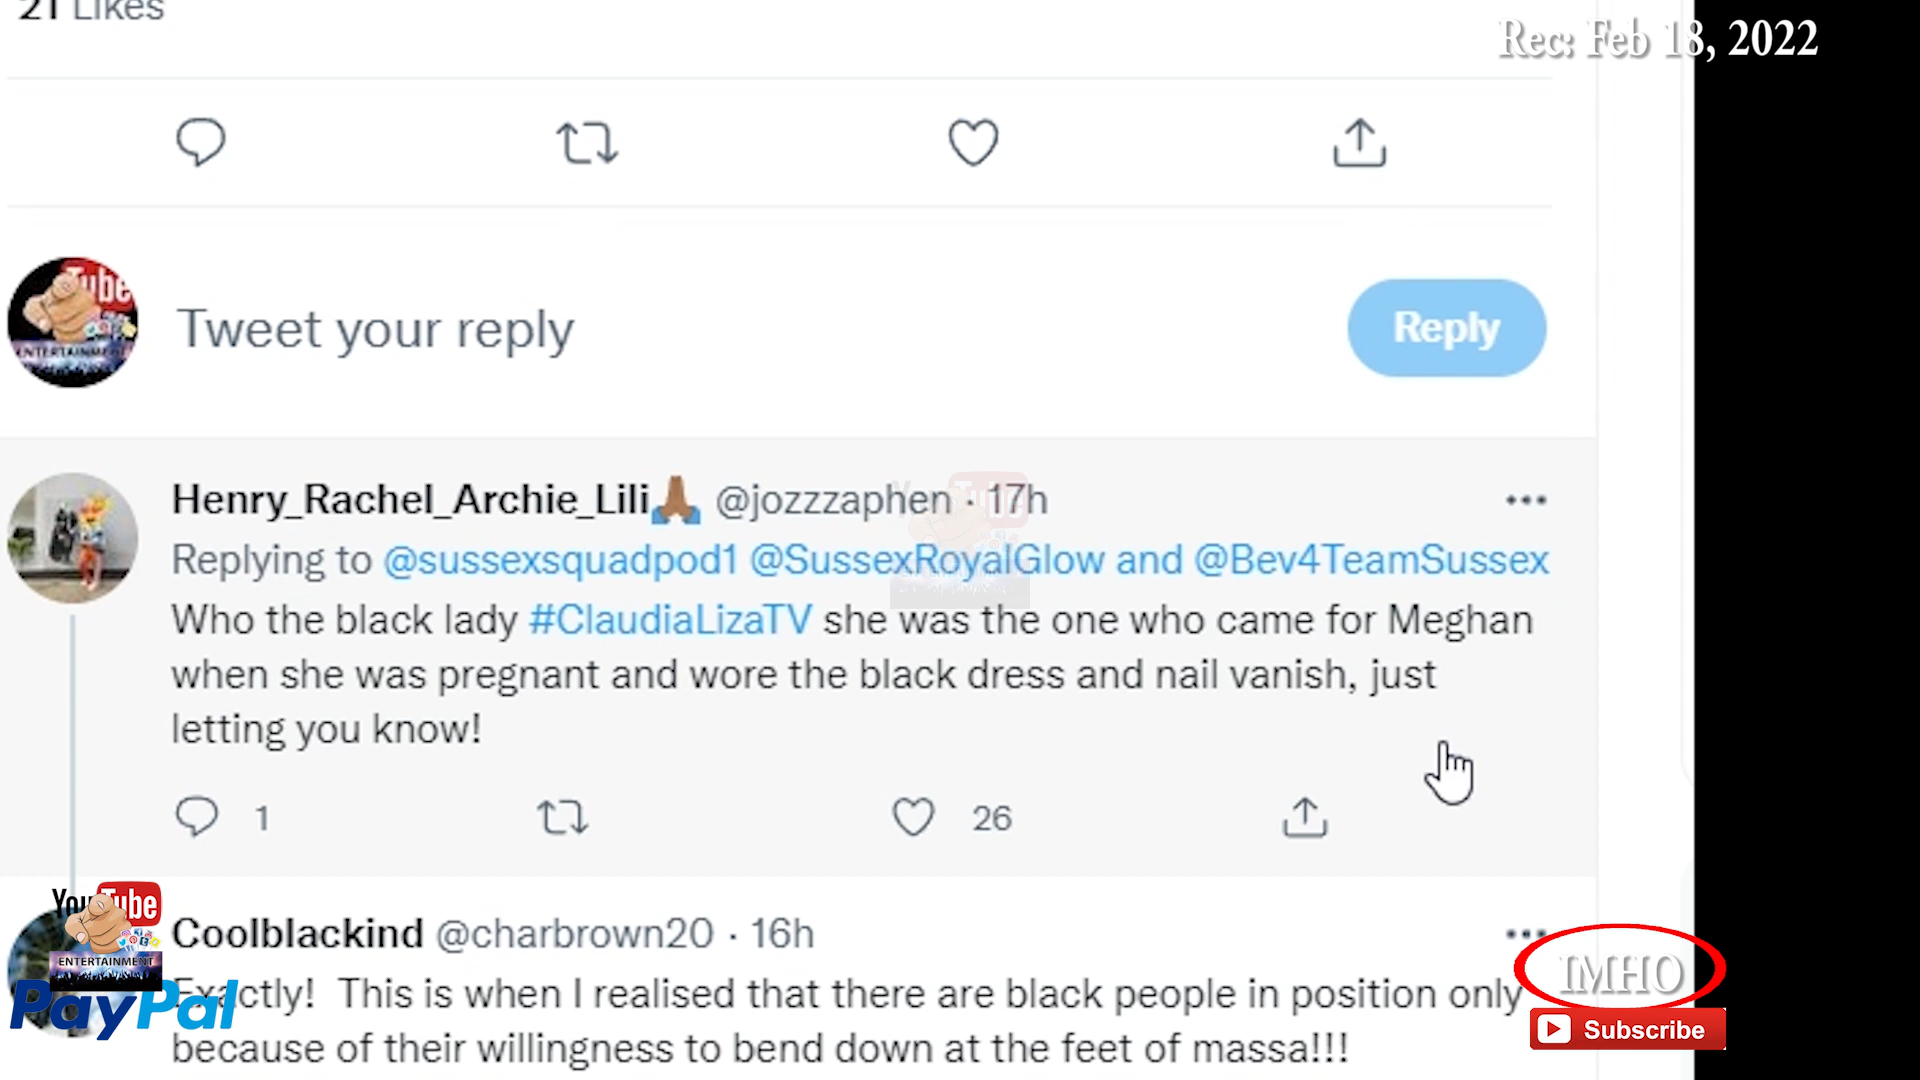 21 Likes
Rec: Feb 18, 2022
Tube
ENTERTAINMENT
Tweet your reply
Reply
Henry_Rachel_Archie_Lili🙏🏾 @jozzzaphen · 17h
Replying to @sussexsquadpod1 @SussexRoyalGlow and @Bev4TeamSussex
Who the black lady #ClaudiaLizaTV she was the one who came for Meghan
when she was pregnant and wore the black dress and nail vanish, just
letting you know!
1
26
YouTube
ENTERTAINMENT
Coolblackind @charbrown20 · 16h
Exactly! This is when I realised that there are black people in position only
because of their willingness to bend down at the feet of massa!!!
PayPal
IMHO
Subscribe